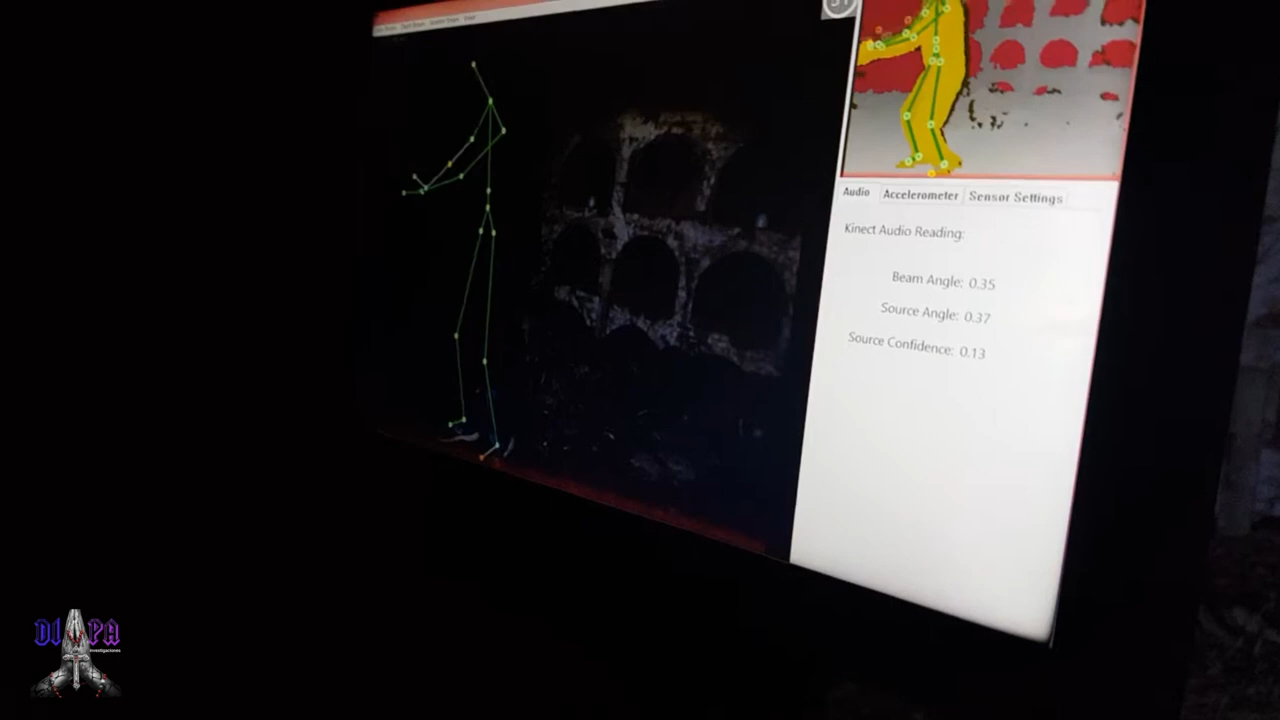 Audio Accelerometer Sensor Settings
Kinect Audio Reading:
Beam Angle: 0.35
Source Angle: 0.37
Source Confidence: 0.13
DI PA
Investigaciones